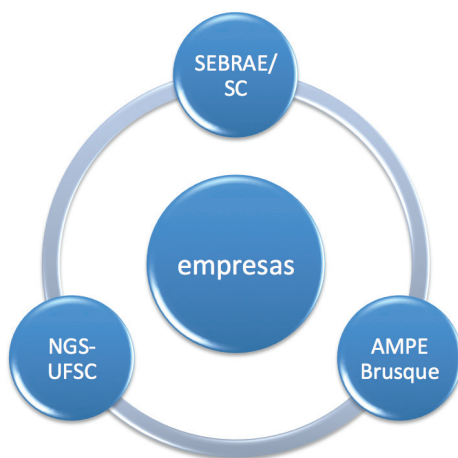 SEBRAE/
SC
empresas
NGS-
UFSC
AMPE
Brusque